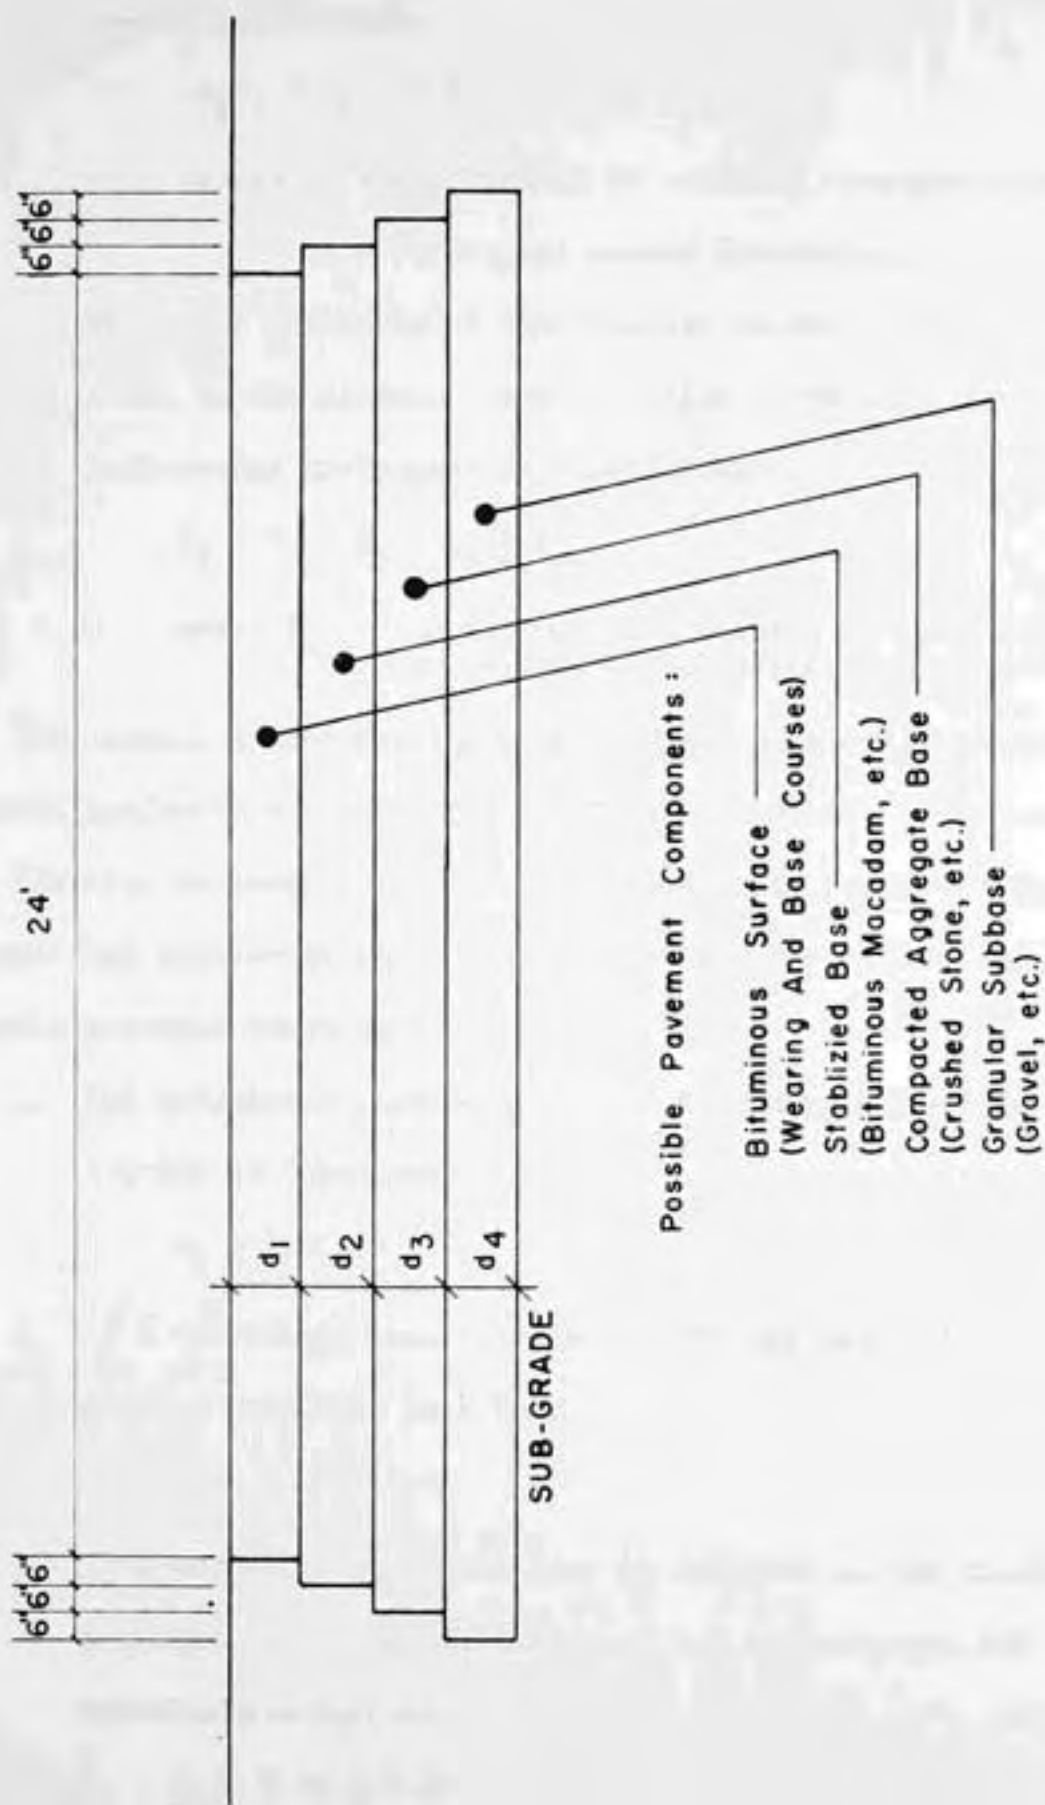 6" 6" 6"
24'
6" 6" 6"
d1
d2
d3
d4
SUB-GRADE
Possible Pavement Components :
Bituminous Surface
(Wearing And Base Courses)
Stablizied Base
(Bituminous Macadam, etc.)
Compacted Aggregate Base
(Crushed Stone, etc.)
Granular Subbase
(Gravel, etc.)